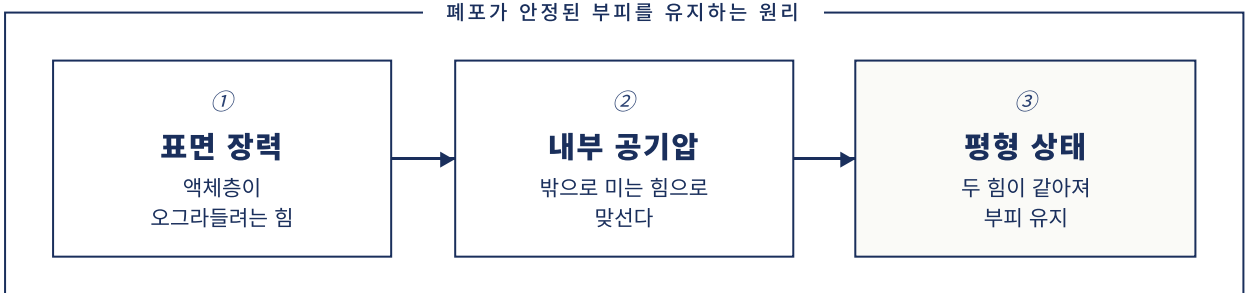 폐포가 안정된 부피를 유지하는 원리
①
표면 장력
액체층이
오그라들려는 힘
②
내부 공기압
밖으로 미는 힘으로
맞선다
③
평형 상태
두 힘이 같아져
부피 유지